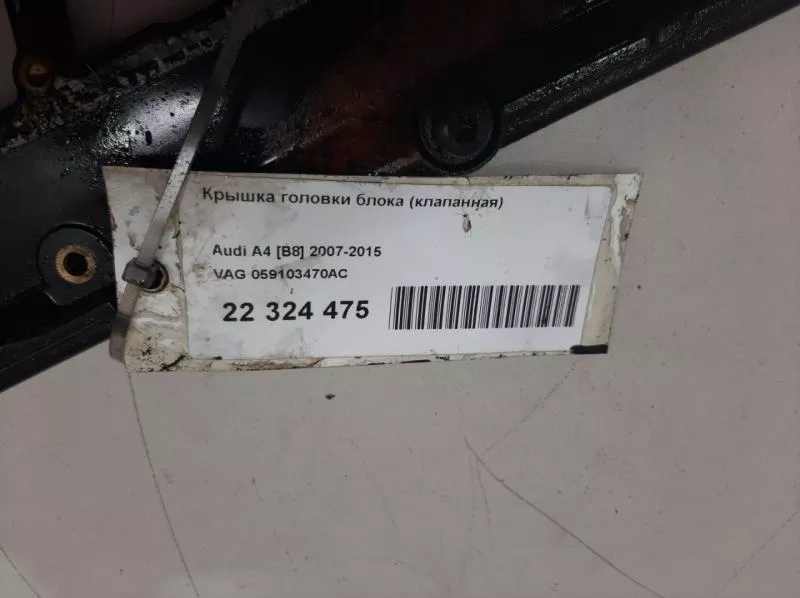 Крышка головки блока (клапанная)
Audi A4 [B8] 2007-2015
VAG 059103470AC
22 324 475